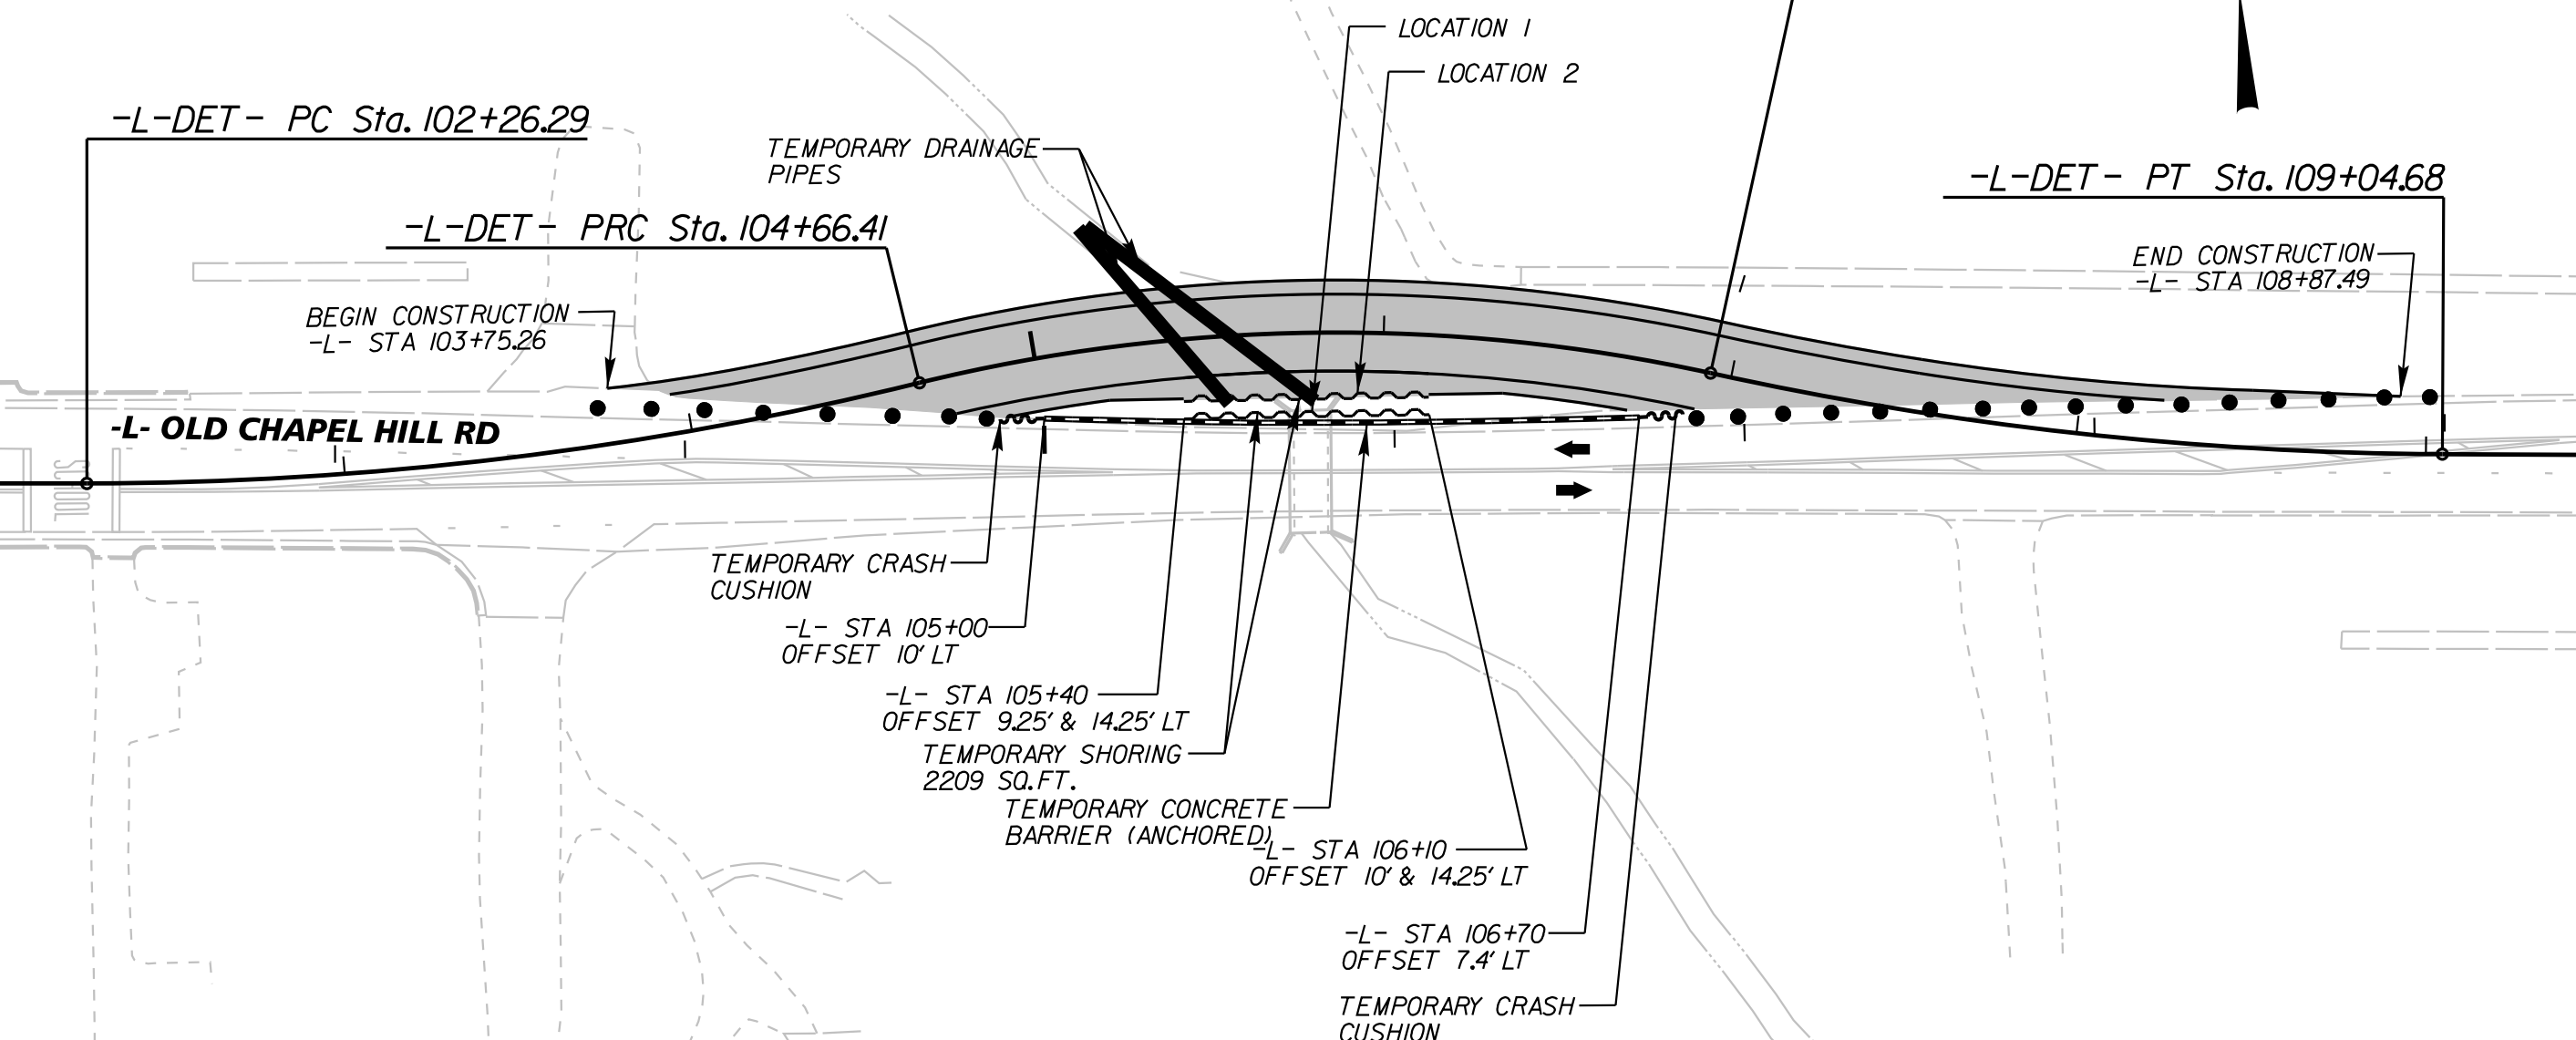 LOCATION 1
LOCATION 2
-L-DET- PC Sta. 102+26.29
TEMPORARY DRAINAGE
PIPES
-L-DET- PT Sta. 109+04.68
-L-DET- PRC Sta. 104+66.41
END CONSTRUCTION
-L- STA 108+87.49
BEGIN CONSTRUCTION
-L- STA 103+75.26
-L- OLD CHAPEL HILL RD
TEMPORARY CRASH
CUSHION
-L- STA 105+00
OFFSET 10' LT
-L- STA 105+40
OFFSET 9.25' & 14.25' LT
TEMPORARY SHORING
2209 SQ.FT.
TEMPORARY CONCRETE
BARRIER (ANCHORED)
-L- STA 106+10
OFFSET 10' & 14.25' LT
-L- STA 106+70
OFFSET 7.4' LT
TEMPORARY CRASH
CUSHION